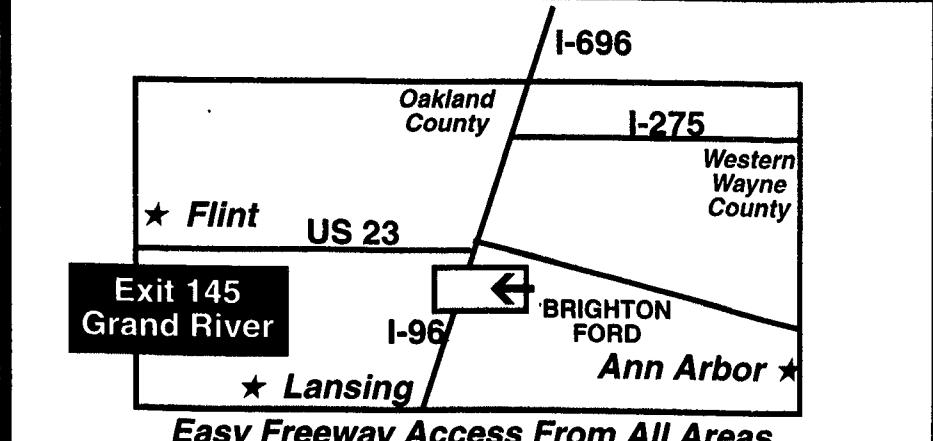 I-696
Oakland
County
I-275
Western
Wayne
County
Flint
US 23
Exit 145
Grand River
BRIGHTON
FORD
I-96
Ann Arbor
Lansing
Easy Freeway Access From All Areas